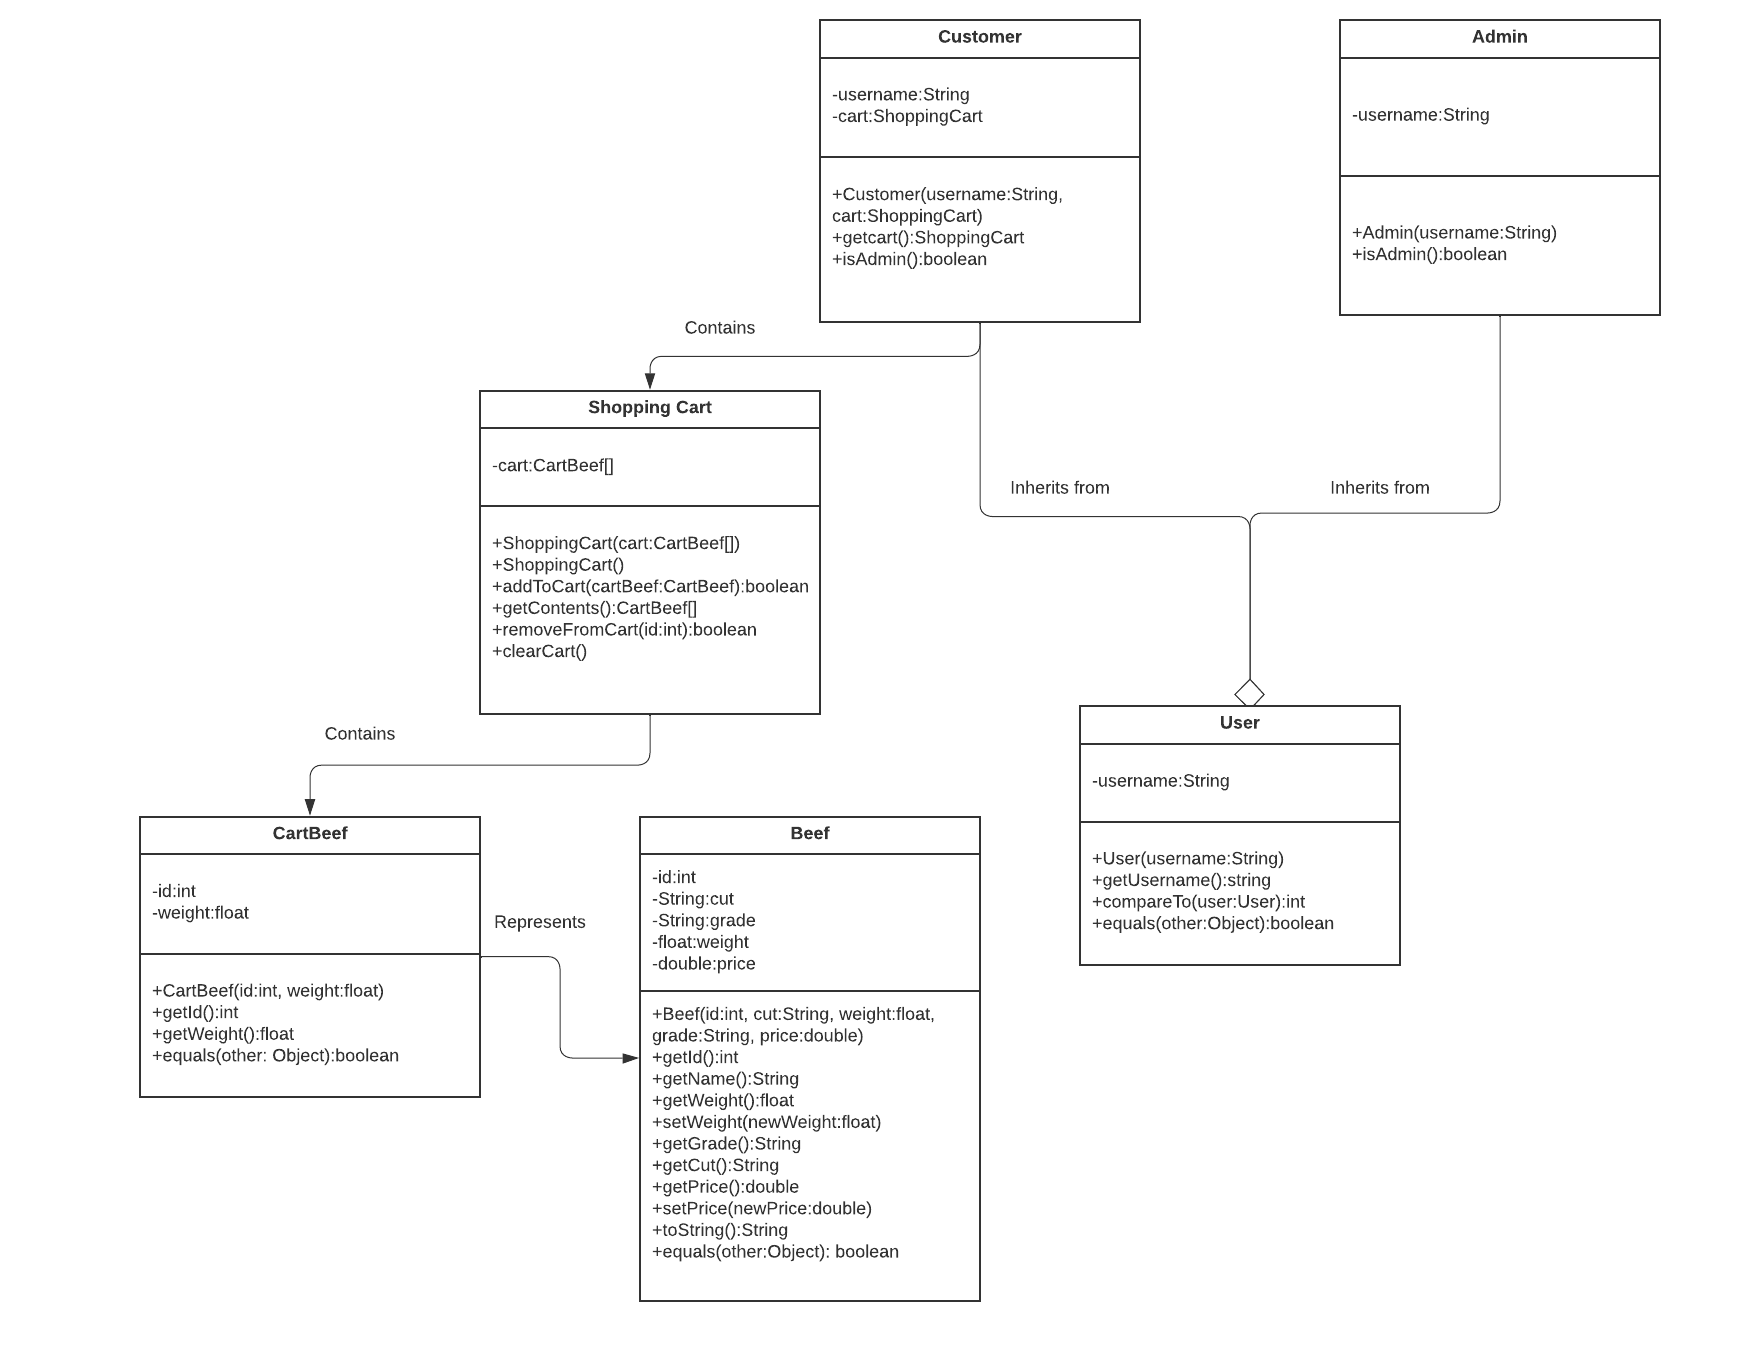 Customer
-username:String
-cart:ShoppingCart
+Customer(username:String,
cart:ShoppingCart)
+getcart():ShoppingCart
+isAdmin():boolean
Admin
-username:String
+Admin(username:String)
+isAdmin():boolean
Contains
Shopping Cart
-cart:CartBeef[]
+ShoppingCart(cart:CartBeef[])
+ShoppingCart()
+addToCart(cartBeef:CartBeef):boolean
+getContents():CartBeef[]
+removeFromCart(id:int):boolean
+clearCart()
Inherits from
Inherits from
Contains
User
-username:String
+User(username:String)
+getUsername():string
+compareTo(user:User):int
+equals(other:Object):boolean
CartBeef
-id:int
-weight:float
+CartBeef(id:int, weight:float)
+getId():int
+getWeight():float
+equals(other: Object):boolean
Represents
Beef
-id:int
-String:cut
-String:grade
-float:weight
-double:price
+Beef(id:int, cut:String, weight:float,
grade:String, price:double)
+getId():int
+getName():String
+getWeight():float
+setWeight(newWeight:float)
+getGrade():String
+getCut():String
+getPrice():double
+setPrice(newPrice:double)
+toString():String
+equals(other:Object): boolean